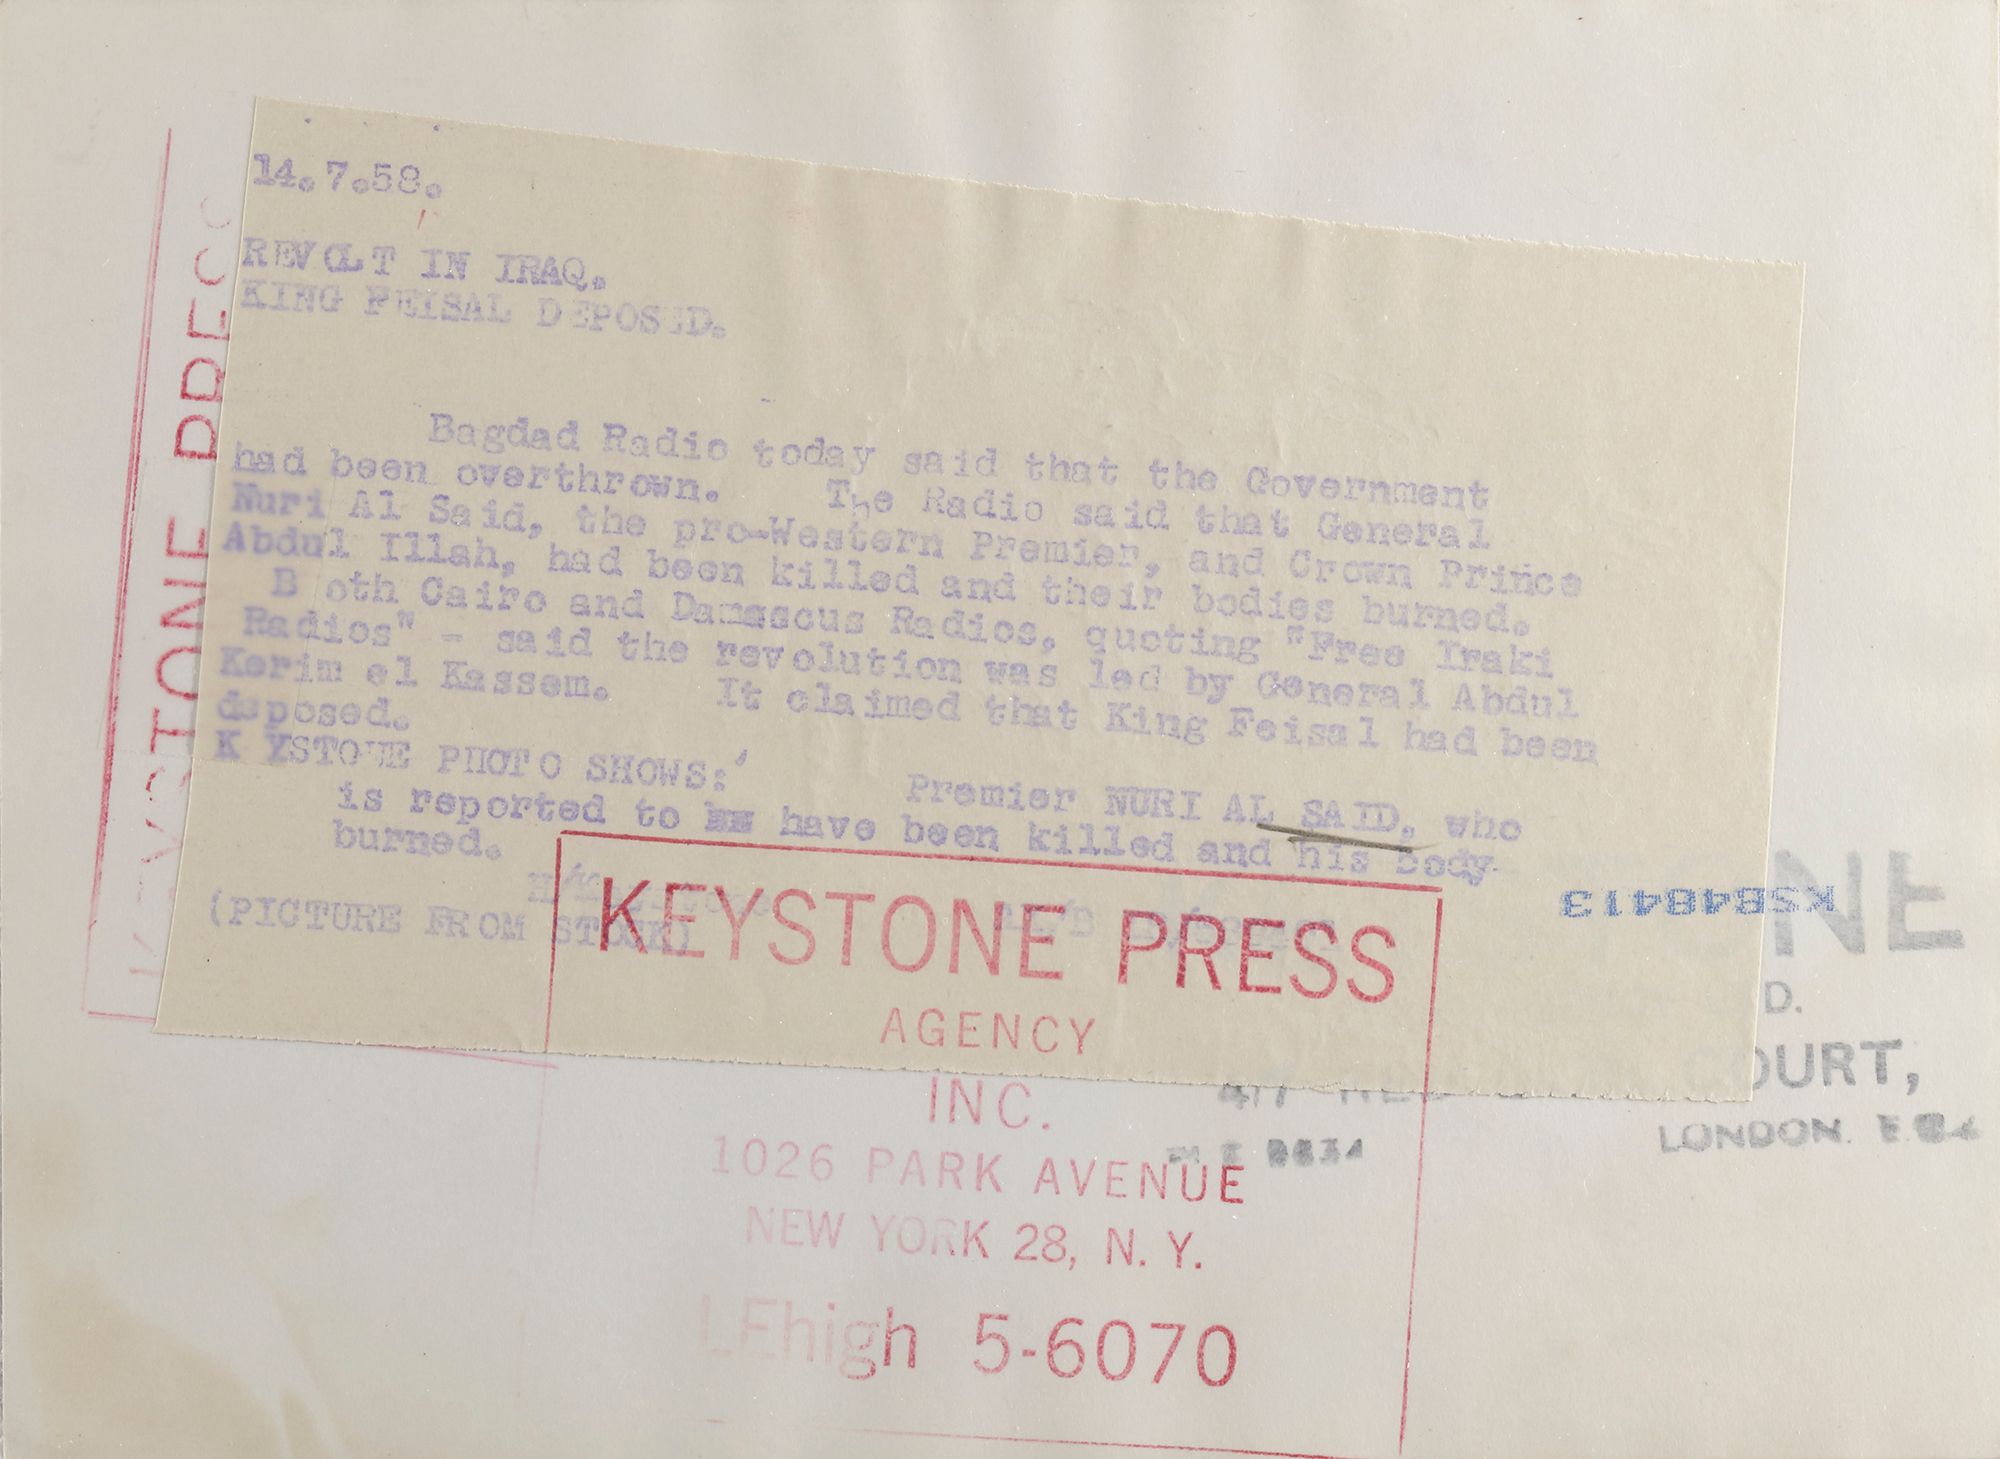 14.7.58.
REVOLT IN IRAQ.
KING FEISAL DEPOSED.
Bagdad Radio today said that the Government
had been overthrown. The Radio said that General
Nuri Al Said, the pro-Western Premier, and Crown Prince
Abdul Illah, had been killed and their bodies burned.
B oth Cairo and Damascus Radios, quoting "Free Iraki
Radios" - said the revolution was led by General Abdul
Kerim el Kassem. It claimed that King Feisal had been
deposed.
K YSTONE PHOTO SHOWS: Premier NURI AL SAID, who
is reported to have been killed and his body
burned.
(PICTURE FROM STOCK)
KEYSTONE PRESS
AGENCY
INC.
1026 PARK AVENUE
NEW YORK 28, N. Y.
LEhigh 5-6070
KEYSTONE PRESS
KSB48413
NE
D.
COURT,
LONDON